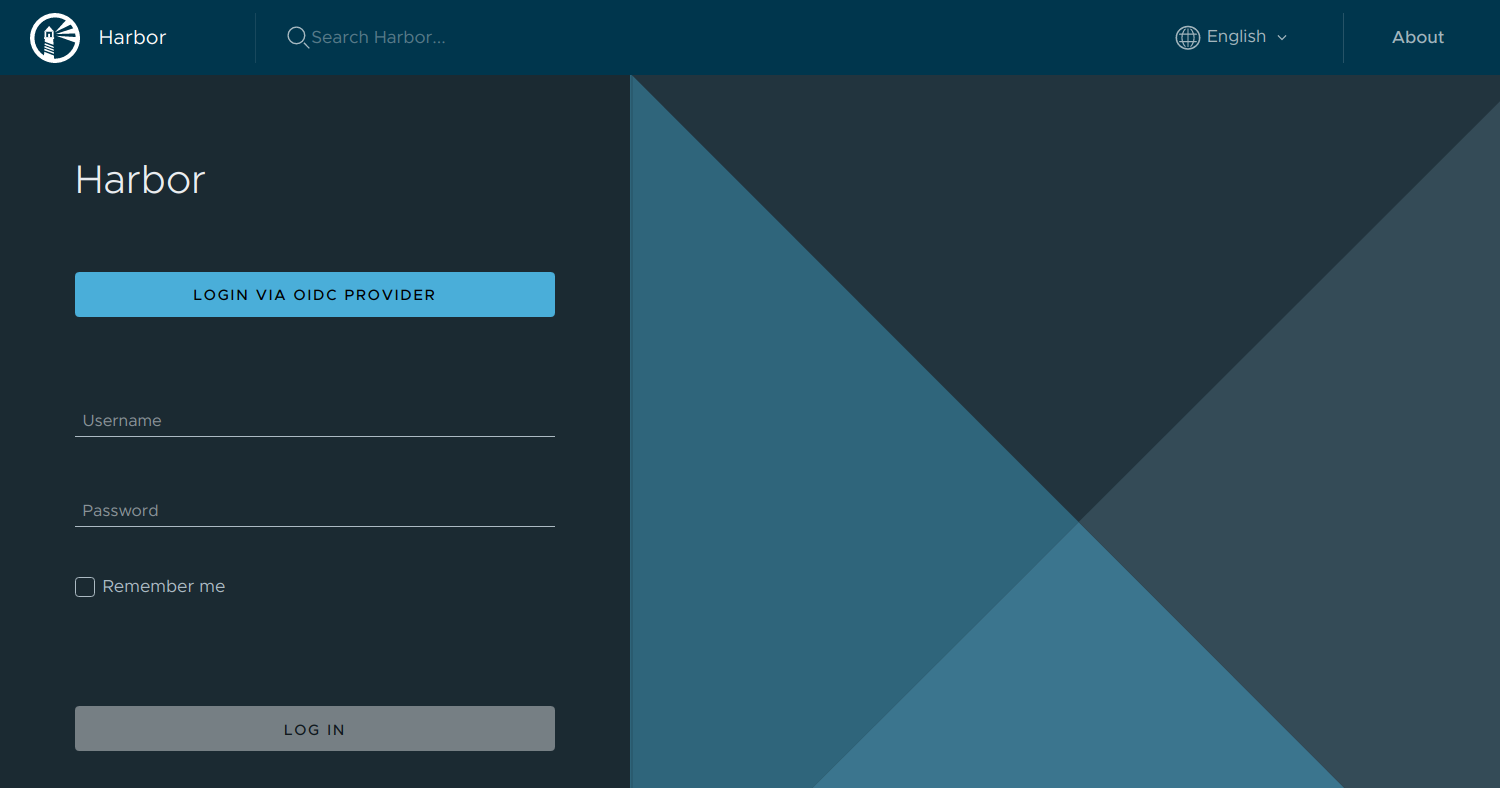 Harbor
Search Harbor...
English
About
Harbor
LOGIN VIA OIDC PROVIDER
Username
Password
Remember me
LOG IN